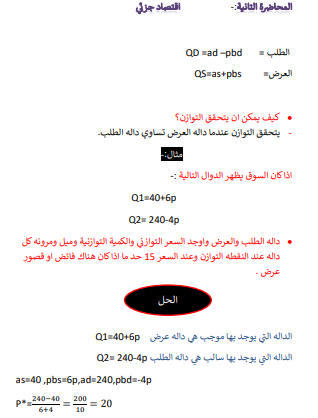 المحاضرة الثانية:- اقتصاد جزئي
الطلب = QD =ad –pbd
العرض= QS=as+pbs
• كيف يمكن ان يتحقق التوازن؟
- يتحقق التوازن عندما داله العرض تساوي داله الطلب.
مثال:-
اذا كان السوق يظهر الدوال التالية :-
Q1=40+6p
Q2= 240-4p
• داله الطلب والعرض واوجد السعر التوازني والكمية التوازنية وميل ومرونه كل
داله عند النقطه التوازن وعند السعر 15 حد ما اذا كان هناك فائض او قصور
عرض .
الحل
الداله التي يوجد بها موجب هي داله عرض Q1=40+6p
الداله التي يوجد بها سالب هي داله الطلب Q2= 240-4p
as=40 ,pbs=6p,ad=240,pbd=-4p
P*=240−40/6+4 = 200/10 = 20